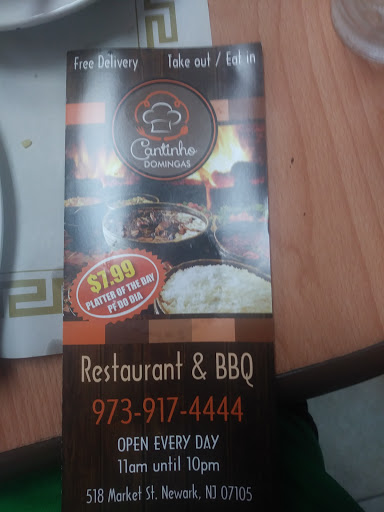 Free Delivery Take out / Eat in
Cantinho
DOMINGAS
$7.99
PLATTER OF THE DAY
PF DO DIA
Restaurant & BBQ
973-917-4444
OPEN EVERY DAY
11am until 10pm
518 Market St. Newark, NJ 07105